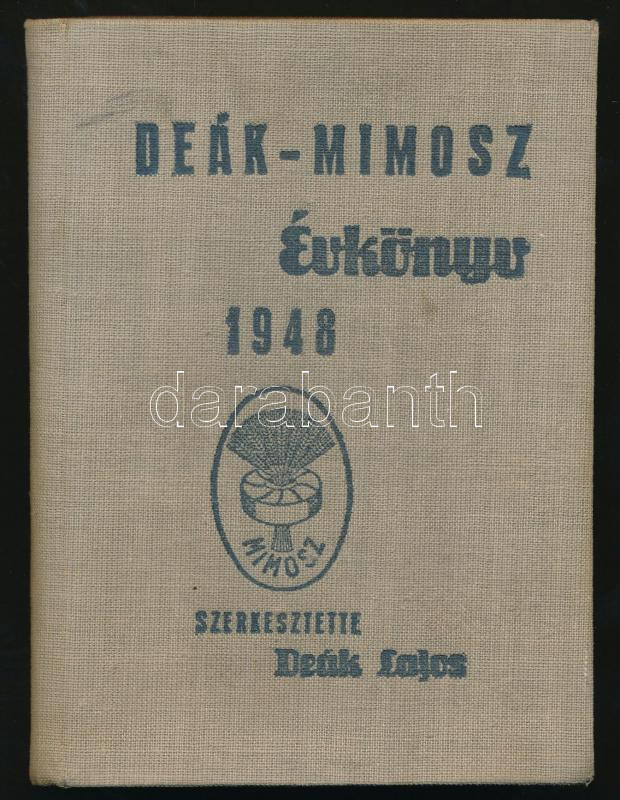 DEÁK-MIMOSZ
Évkönyv
1948
darabanth
MIMOSZ
SZERKESZTETTE
Deák Lajos